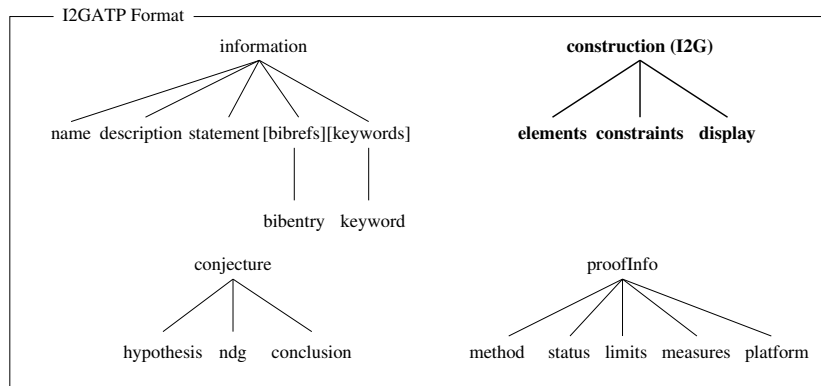 I2GATP Format
information
construction (I2G)
name description statement [bibrefs] [keywords]
elements constraints display
bibentry keyword
conjecture
proofInfo
hypothesis ndg conclusion
method status limits measures platform